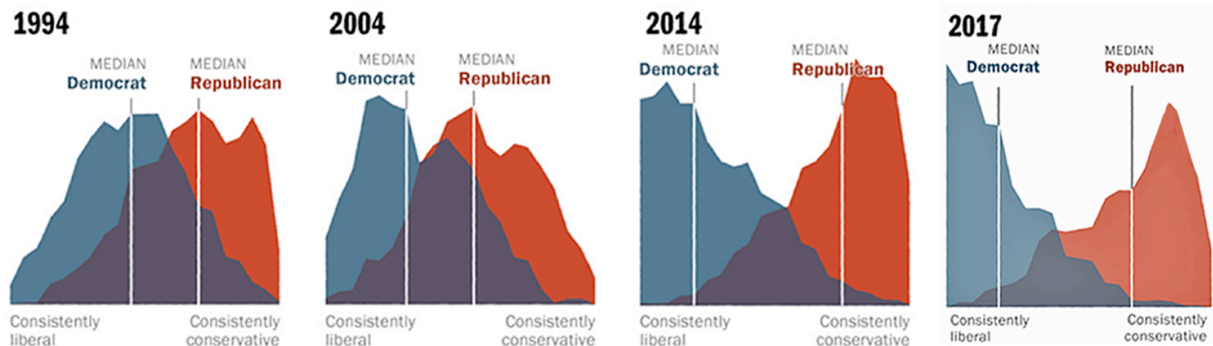 1994
MEDIAN
Democrat
MEDIAN
Republican
Consistently
liberal
Consistently
conservative
2004
MEDIAN
Democrat
MEDIAN
Republican
Consistently
liberal
Consistently
conservative
2014
MEDIAN
Democrat
MEDIAN
Republican
Consistently
liberal
Consistently
conservative
2017
MEDIAN
Democrat
MEDIAN
Republican
Consistently
liberal
Consistently
conservative